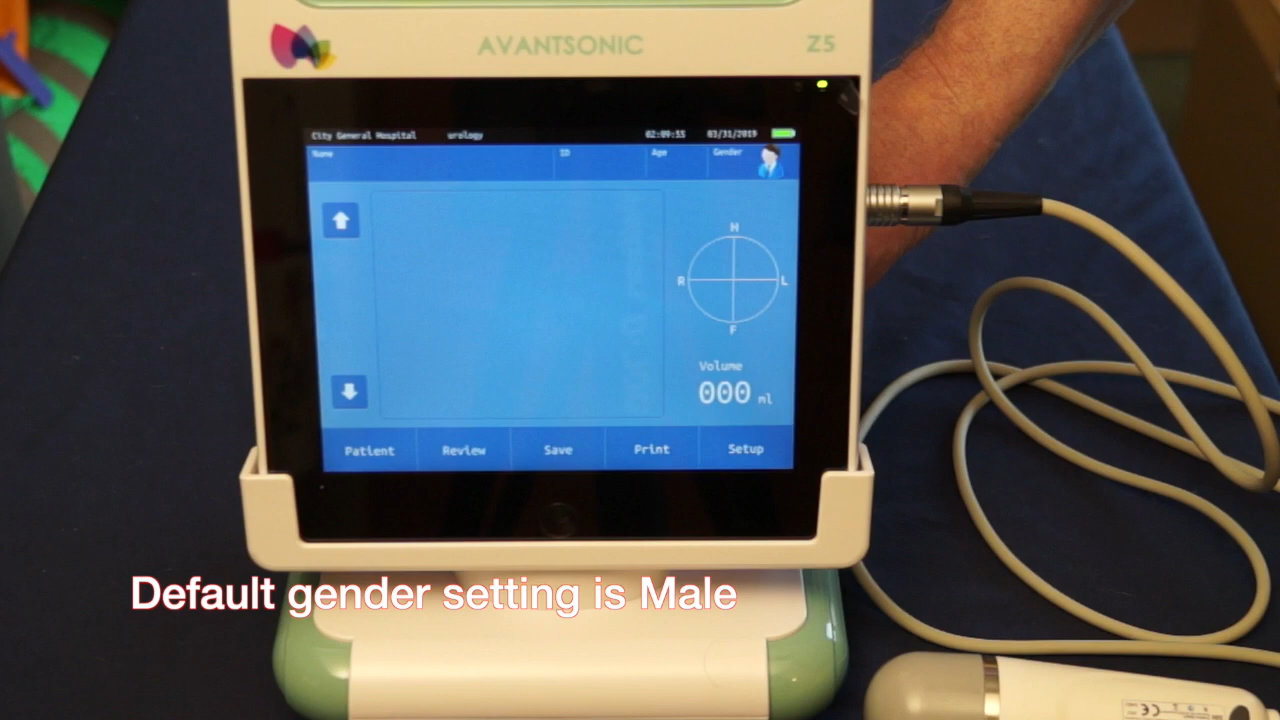 AVANTSONIC Z5
City General Hospital urology 02:09:55 03/31/2019
Name ID Age Gender
H
R L
F
Volume
000 ml
Patient Review Save Print Setup
Default gender setting is Male
CE